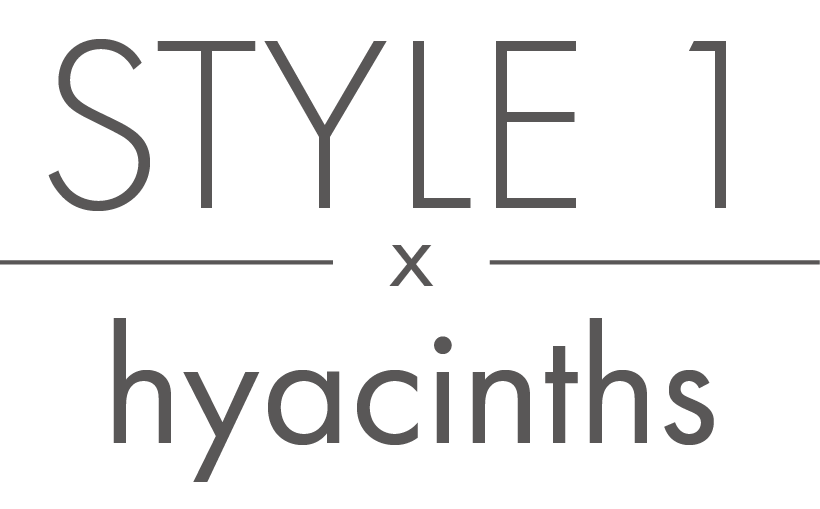 STYLE 1
x
hyacinths